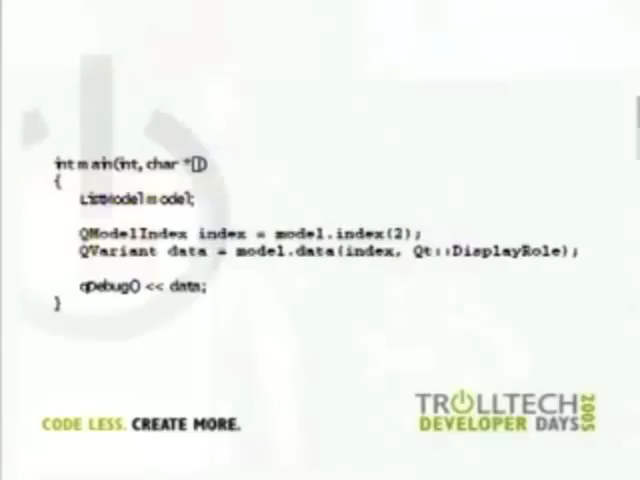 int main(int, char *[])
{
ListModel model;
QModelIndex index = model.index(2);
QVariant data = model.data(index, Qt::DisplayRole);
qDebug() << data;
}
CODE LESS. CREATE MORE.
TROLLTECH
DEVELOPER DAYS
2005